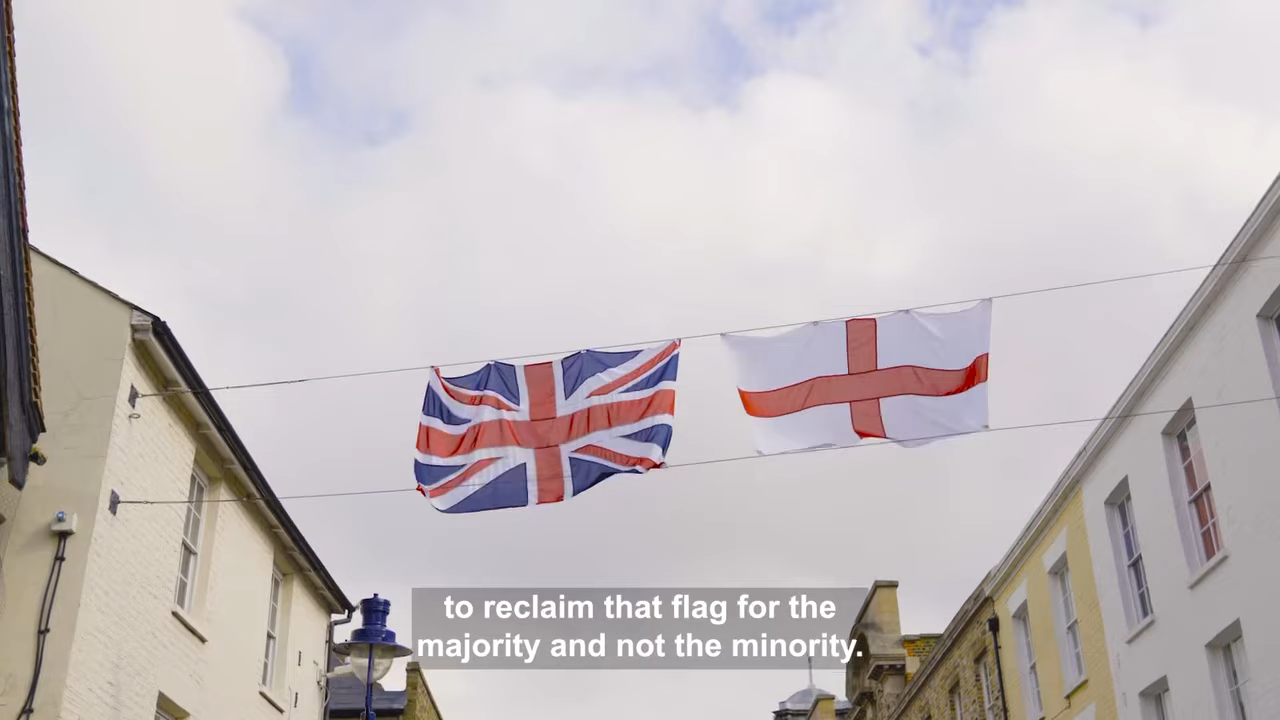 to reclaim that flag for the
majority and not the minority.